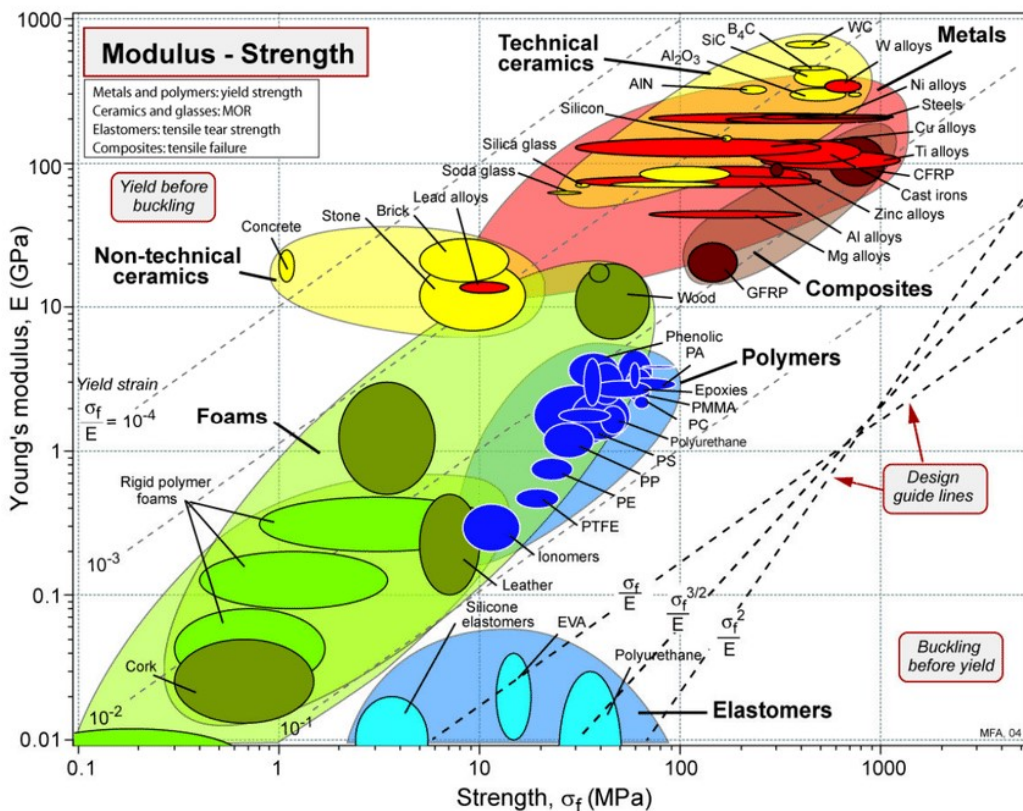 1000
100
10
1
0.1
0.01
Young's modulus, E (GPa)
Modulus - Strength
Metals and polymers: yield strength
Ceramics and glasses: MOR
Elastomers: tensile tear strength
Composites: tensile failure
Yield before
buckling
Technical
ceramics
Metals
B₄C
WC
SiC
Al₂O₃
W alloys
AlN
Ni alloys
Steels
Silicon
Cu alloys
Silica glass
Ti alloys
Soda glass
CFRP
Cast irons
Lead alloys
Brick
Zinc alloys
Stone
Al alloys
Concrete
Mg alloys
Non-technical
ceramics
GFRP
Composites
Wood
Phenolic
PA
Polymers
Epoxies
PMMA
PC
Polyurethane
PS
PP
PE
PTFE
Ionomers
Leather
Yield strain
σf/E = 10⁻⁴
Foams
Rigid polymer
foams
Design
guide lines
10⁻³
σf/E
σf^3/2/E
σf²/E
Silicone
elastomers
EVA
Polyurethane
Buckling
before yield
Cork
Elastomers
10⁻²
10⁻¹
MFA, 04
0.1
1
10
100
1000
Strength, σf (MPa)